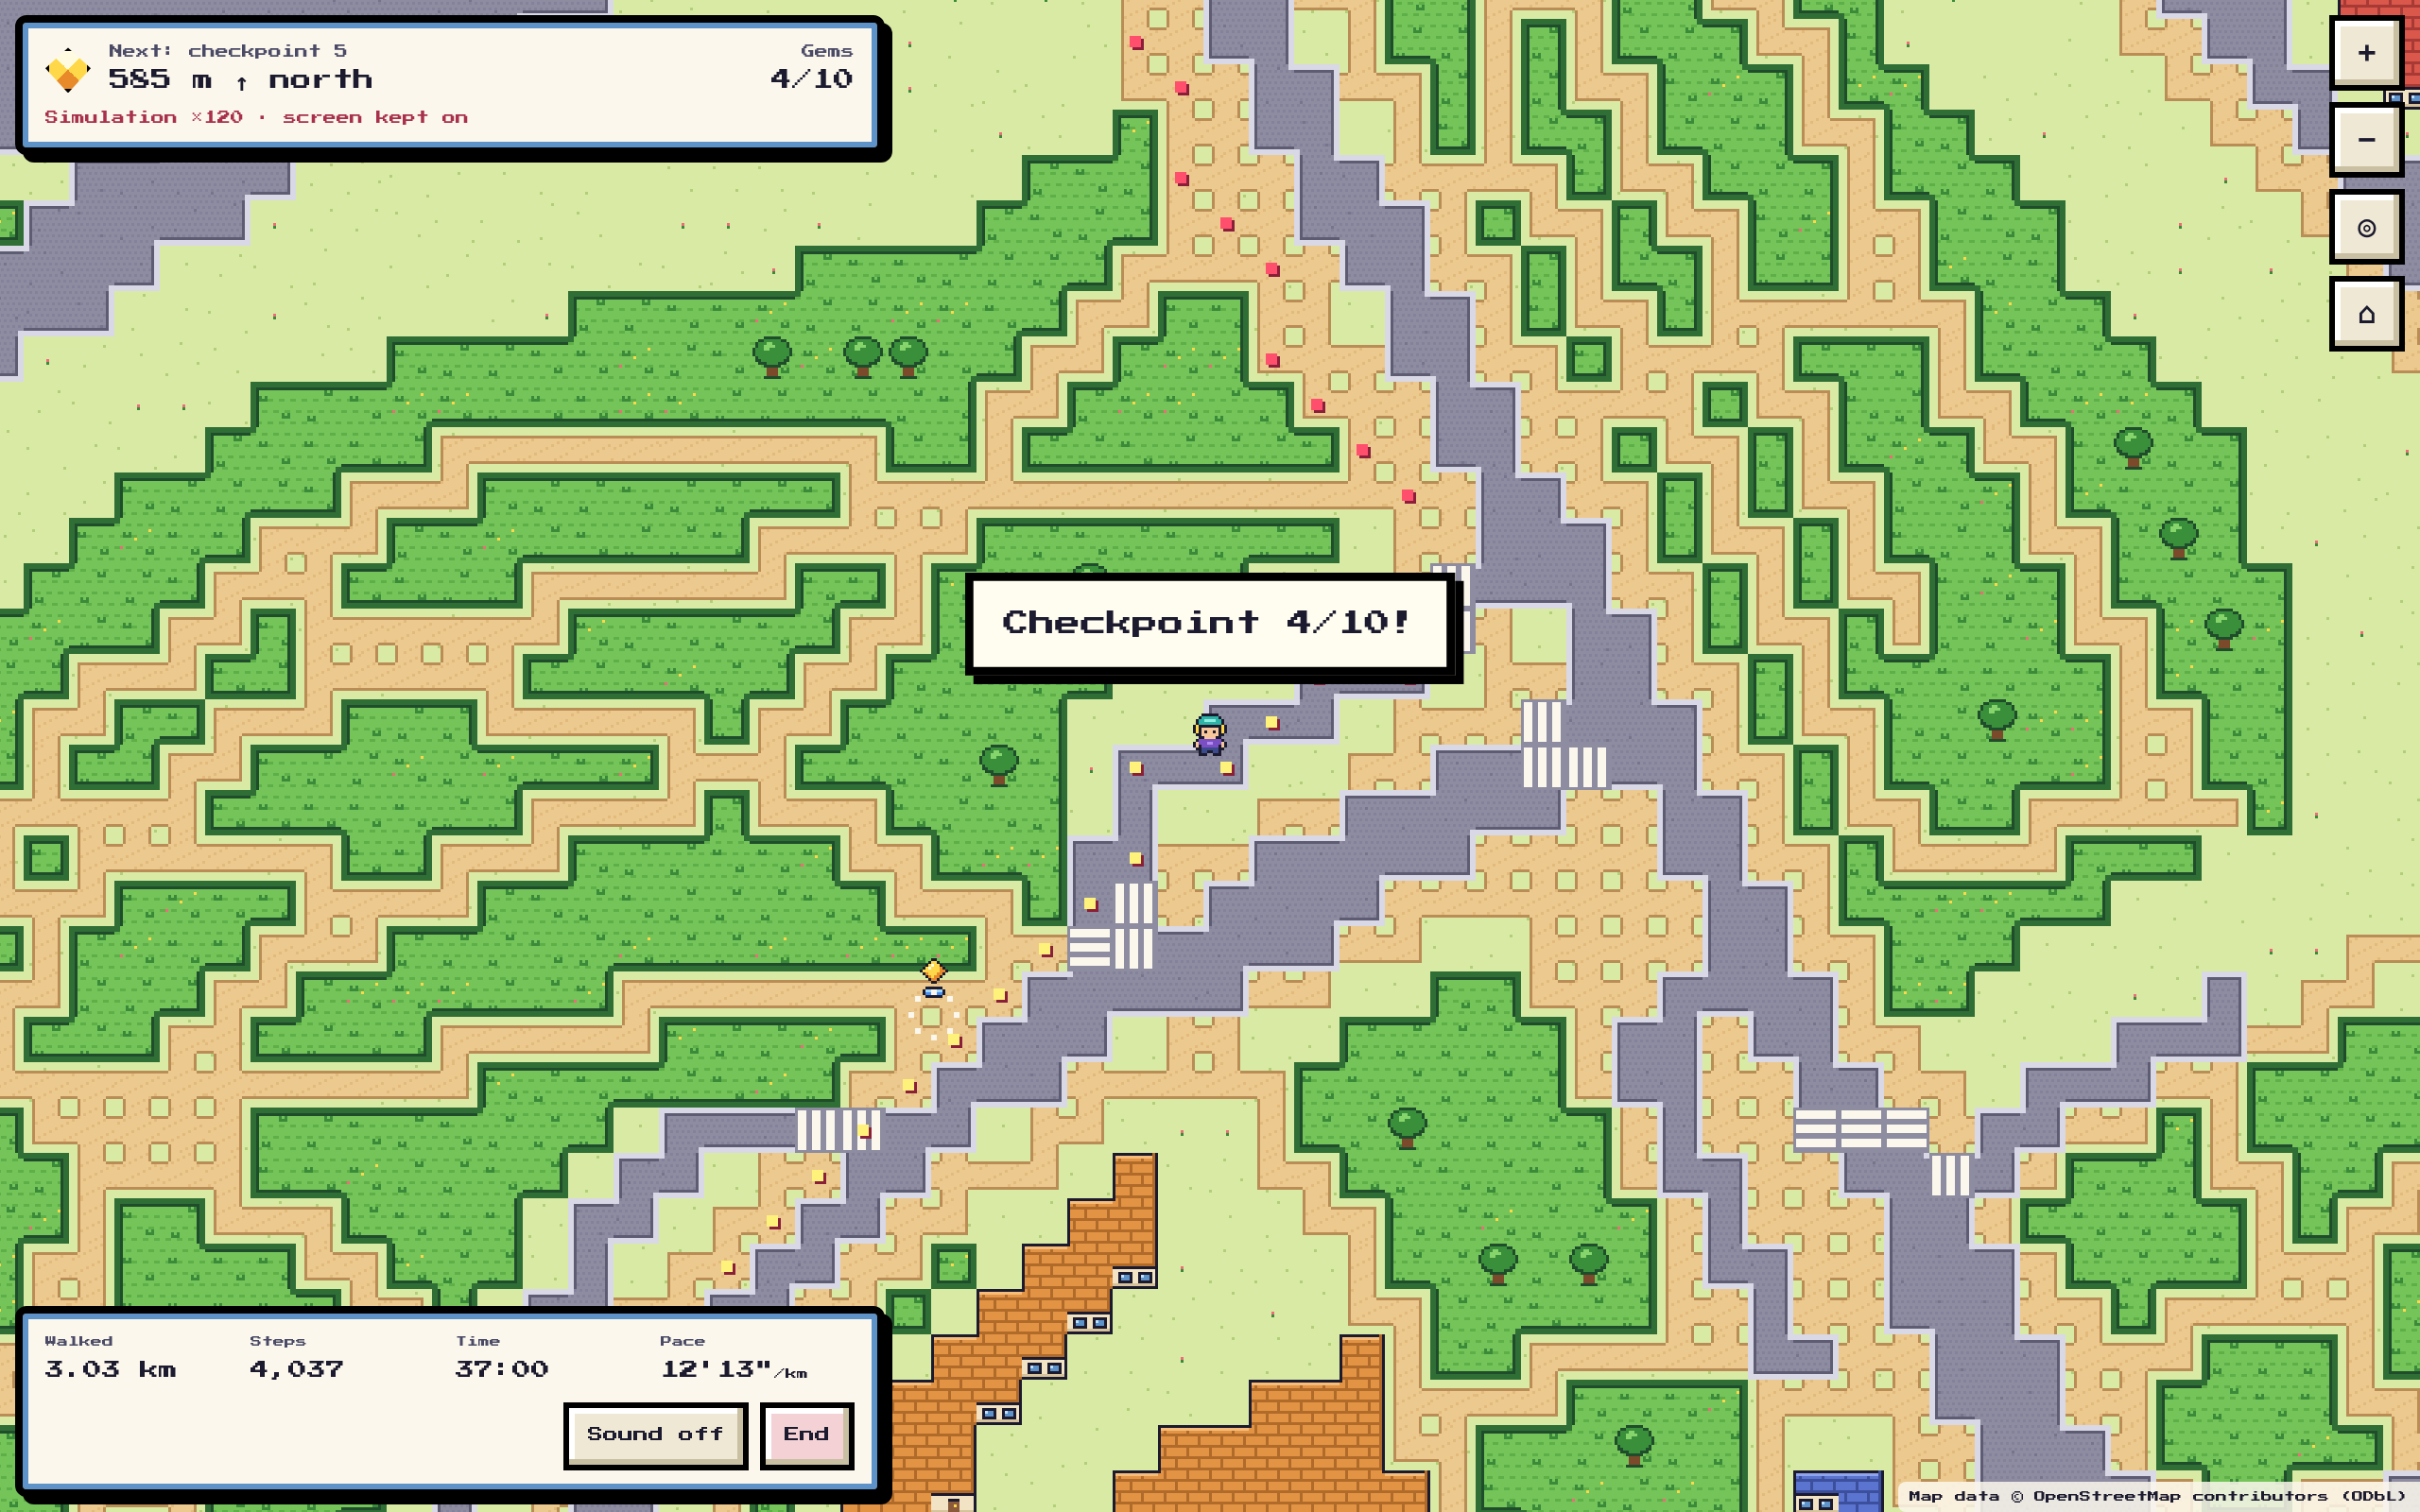 Next: checkpoint 5
585 m ↑ north
Gems
4/10
Simulation ×120 · screen kept on
+
−
◎
⌂
Checkpoint 4/10!
Walked
3.03 km
Steps
4,037
Time
37:00
Pace
12'13"/km
Sound off
End
Map data © OpenStreetMap contributors (ODbL)